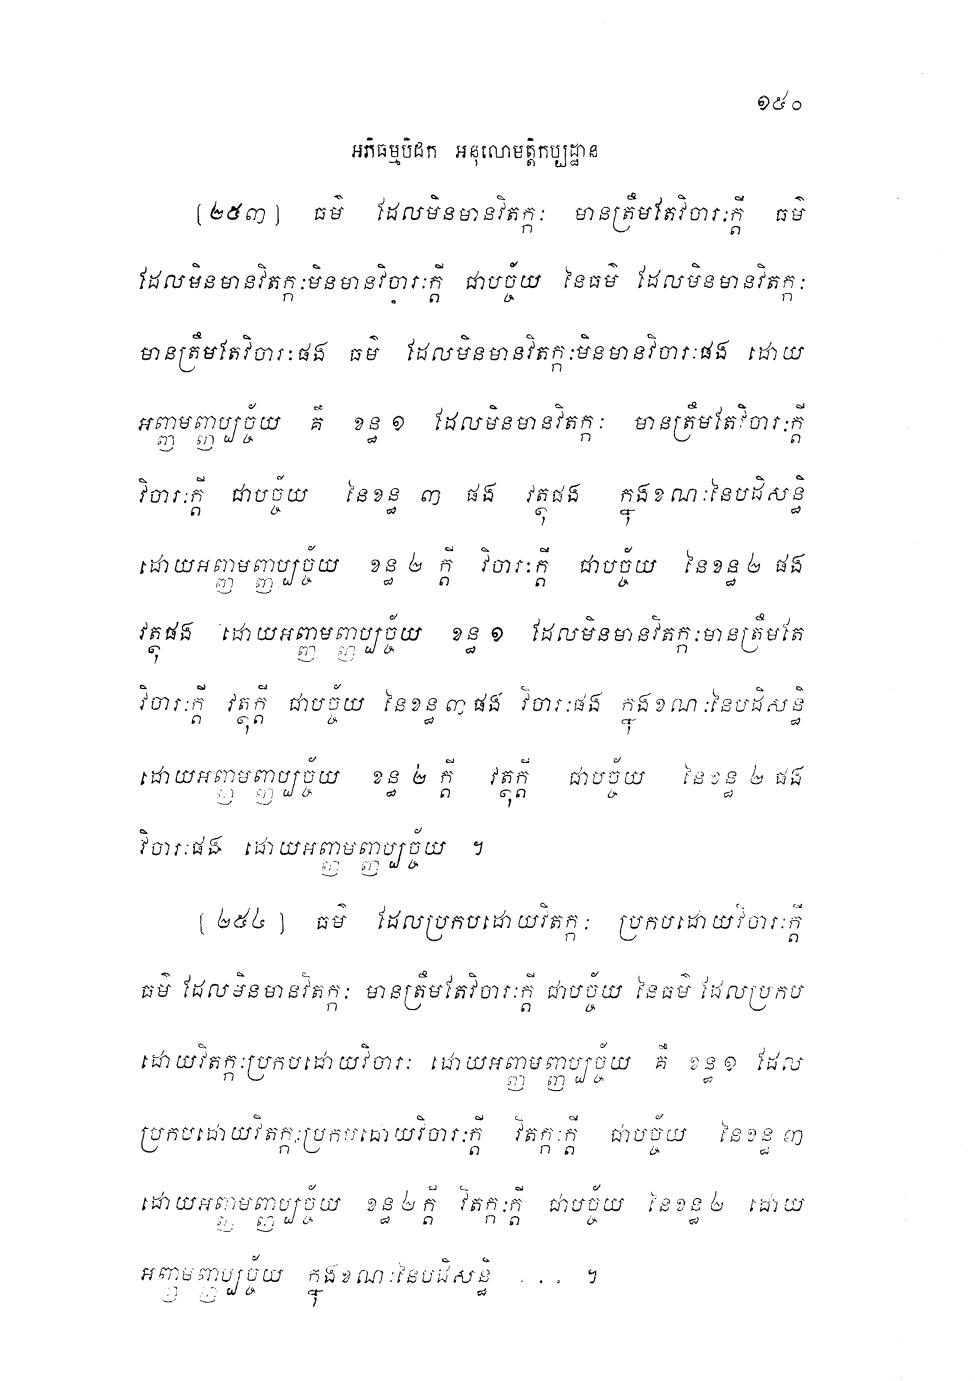 ១៥០
អភិធម្មបិដក អនុលោមត្តិកប្បដ្ឋាន
[២៥៣] ធម៌ ដែលមិនមានវិតក្កៈ មានត្រឹមតែវិចារៈក្តី ធម៌
ដែលមិនមានវិតក្កៈមិនមានវិចារៈក្តី ជាបច្ច័យ នៃធម៌ ដែលមិនមានវិតក្កៈ
មានត្រឹមតែវិចារៈផង ធម៌ ដែលមិនមានវិតក្កៈមិនមានវិចារៈផង ដោយ
អញ្ញមញ្ញប្បច្ច័យ គឺ ខន្ធ ១ ដែលមិនមានវិតក្កៈ មានត្រឹមតែវិចារៈក្តី
វិចារៈក្តី ជាបច្ច័យ នៃខន្ធ ៣ ផង វត្ថុផង ក្នុងខណៈនៃបដិសន្ធិ
ដោយអញ្ញមញ្ញប្បច្ច័យ ខន្ធ ២ ក្តី វិចារៈក្តី ជាបច្ច័យ នៃខន្ធ ២ ផង
វត្ថុផង ដោយអញ្ញមញ្ញប្បច្ច័យ ខន្ធ ១ ដែលមិនមានវិតក្កៈមានត្រឹមតែ
វិចារៈក្តី វត្ថុក្តី ជាបច្ច័យ នៃខន្ធ ៣ ផង វិចារៈផង ក្នុងខណៈនៃបដិសន្ធិ
ដោយអញ្ញមញ្ញប្បច្ច័យ ខន្ធ ២ ក្តី វត្ថុក្តី ជាបច្ច័យ នៃខន្ធ ២ ផង
វិចារៈផង ដោយអញ្ញមញ្ញប្បច្ច័យ ។
[២៥៤] ធម៌ ដែលប្រកបដោយវិតក្កៈ ប្រកបដោយវិចារៈក្តី
ធម៌ ដែលមិនមានវិតក្កៈ មានត្រឹមតែវិចារៈក្តី ជាបច្ច័យ នៃធម៌ ដែលប្រកប
ដោយវិតក្កៈប្រកបដោយវិចារៈ ដោយអញ្ញមញ្ញប្បច្ច័យ គឺ ខន្ធ ១ ដែល
ប្រកបដោយវិតក្កៈប្រកបដោយវិចារៈក្តី វិតក្កៈក្តី ជាបច្ច័យ នៃខន្ធ ៣
ដោយអញ្ញមញ្ញប្បច្ច័យ ខន្ធ ២ ក្តី វិតក្កៈក្តី ជាបច្ច័យ នៃខន្ធ ២ ដោយ
អញ្ញមញ្ញប្បច្ច័យ ក្នុងខណៈនៃបដិសន្ធិ . . . ។